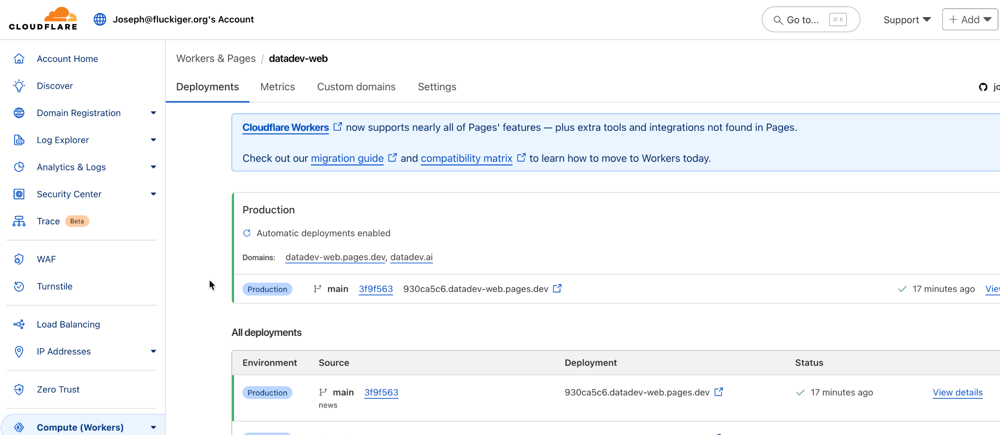 CLOUDFLARE
Joseph@fluckiger.org's Account
Go to... ⌘ K
Support
+ Add
Account Home
Discover
Domain Registration
Log Explorer
Analytics & Logs
Security Center
Trace Beta
WAF
Turnstile
Load Balancing
IP Addresses
Zero Trust
Compute (Workers)
Workers & Pages / datadev-web
Deployments Metrics Custom domains Settings
Cloudflare Workers now supports nearly all of Pages' features — plus extra tools and integrations not found in Pages.
Check out our migration guide and compatibility matrix to learn how to move to Workers today.
Production
Automatic deployments enabled
Domains: datadev-web.pages.dev, datadev.ai
Production main 3f9f563 930ca5c6.datadev-web.pages.dev 17 minutes ago
All deployments
Environment Source Deployment Status
Production main 3f9f563 930ca5c6.datadev-web.pages.dev 17 minutes ago View details
news